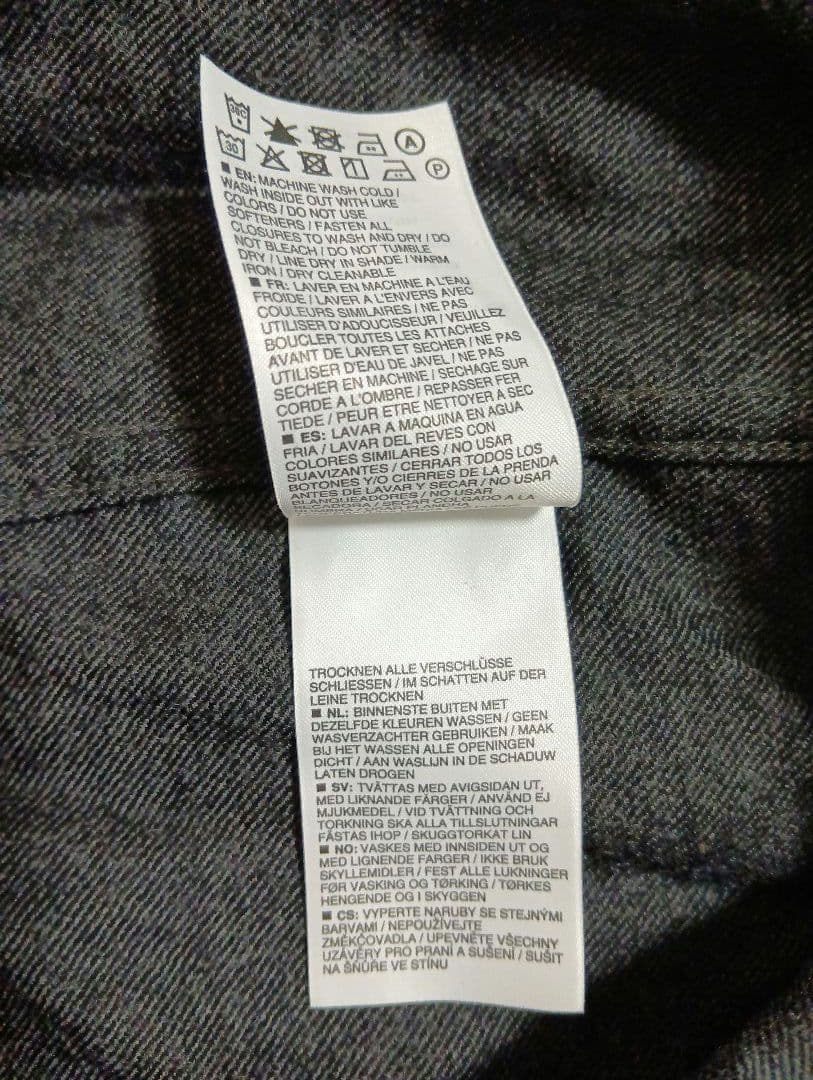 30C A
30 P
■ EN: MACHINE WASH COLD /
WASH INSIDE OUT WITH LIKE
COLORS / DO NOT USE
SOFTENERS / FASTEN ALL
CLOSURES TO WASH AND DRY / DO
NOT BLEACH / DO NOT TUMBLE
DRY / LINE DRY IN SHADE / WARM
IRON / DRY CLEANABLE
■ FR: LAVER EN MACHINE A L'EAU
FROIDE / LAVER A L'ENVERS AVEC
COULEURS SIMILAIRES / NE PAS
UTILISER D'ADOUCISSEUR / VEUILLEZ
BOUCLER TOUTES LES ATTACHES
AVANT DE LAVER ET SECHER / NE PAS
UTILISER D'EAU DE JAVEL / NE PAS
SECHER EN MACHINE / SECHAGE SUR
CORDE A L'OMBRE / REPASSER FER
TIEDE / PEUR ETRE NETTOYER A SEC
■ ES: LAVAR A MAQUINA EN AGUA
FRIA / LAVAR DEL REVES CON
COLORES SIMILARES / NO USAR
SUAVIZANTES / CERRAR TODOS LOS
BOTONES Y/O CIERRES DE LA PRENDA
ANTES DE LAVAR Y SECAR / NO USAR
BLANQUEADORES / NO USAR
SECADORA / SECAR COLGADO A LA
TROCKNEN ALLE VERSCHLÜSSE
SCHLIESSEN / IM SCHATTEN AUF DER
LEINE TROCKNEN
■ NL: BINNENSTE BUITEN MET
DEZELFDE KLEUREN WASSEN / GEEN
WASVERZACHTER GEBRUIKEN / MAAK
BIJ HET WASSEN ALLE OPENINGEN
DICHT / AAN WASLIJN IN DE SCHADUW
LATEN DROGEN
■ SV: TVÄTTAS MED AVIGSIDAN UT,
MED LIKNANDE FÄRGER / ANVÄND EJ
MJUKMEDEL / VID TVÄTTNING OCH
TORKNING SKA ALLA TILLSLUTNINGAR
FÄSTAS IHOP / SKUGGTORKAT LIN
■ NO: VASKES MED INNSIDEN UT OG
MED LIGNENDE FARGER / IKKE BRUK
SKYLLEMIDLER / FEST ALLE LUKNINGER
FØR VASKING OG TØRKING / TØRKES
HENGENDE OG I SKYGGEN
■ CS: VYPERTE NARUBY SE STEJNÝMI
BARVAMI / NEPOUŽÍVEJTE
ZMĚKČOVADLA / UPEVNĚTE VŠECHNY
UZÁVĚRY PRO PRANÍ A SUŠENÍ / SUŠIT
NA ŠŇŮŘE VE STÍNU